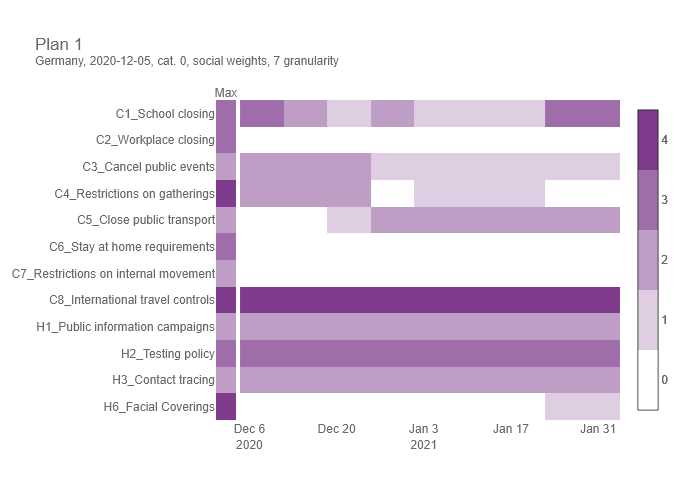 Plan 1
Germany, 2020-12-05, cat. 0, social weights, 7 granularity
Max
C1_School closing
C2_Workplace closing
C3_Cancel public events
C4_Restrictions on gatherings
C5_Close public transport
C6_Stay at home requirements
C7_Restrictions on internal movement
C8_International travel controls
H1_Public information campaigns
H2_Testing policy
H3_Contact tracing
H6_Facial Coverings
Dec 6 Dec 20 Jan 3 Jan 17 Jan 31
2020 2021
4
3
2
1
0